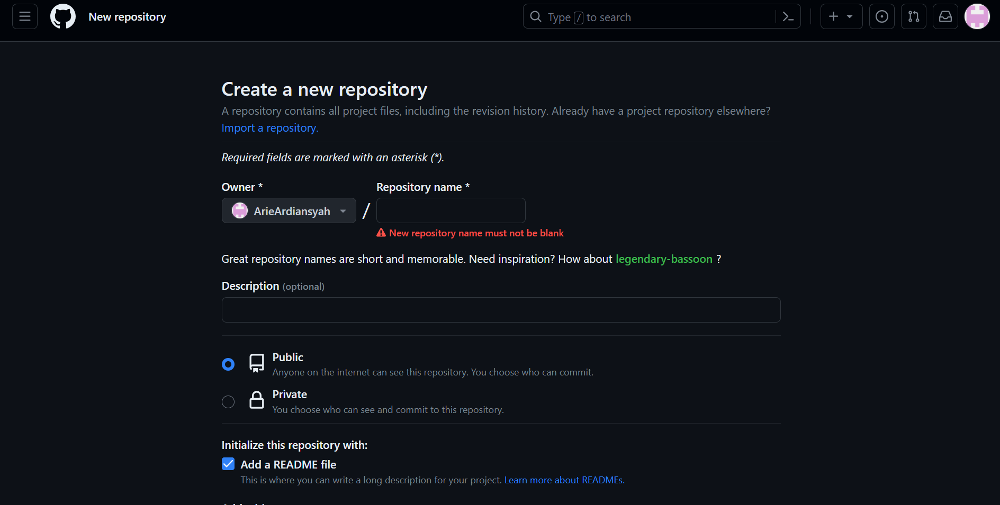 New repository
Type / to search
Create a new repository
A repository contains all project files, including the revision history. Already have a project repository elsewhere?
Import a repository.
Required fields are marked with an asterisk (*).
Owner * Repository name *
ArieArdiansyah /
New repository name must not be blank
Great repository names are short and memorable. Need inspiration? How about legendary-bassoon ?
Description (optional)
Public
Anyone on the internet can see this repository. You choose who can commit.
Private
You choose who can see and commit to this repository.
Initialize this repository with:
Add a README file
This is where you can write a long description for your project. Learn more about READMEs.